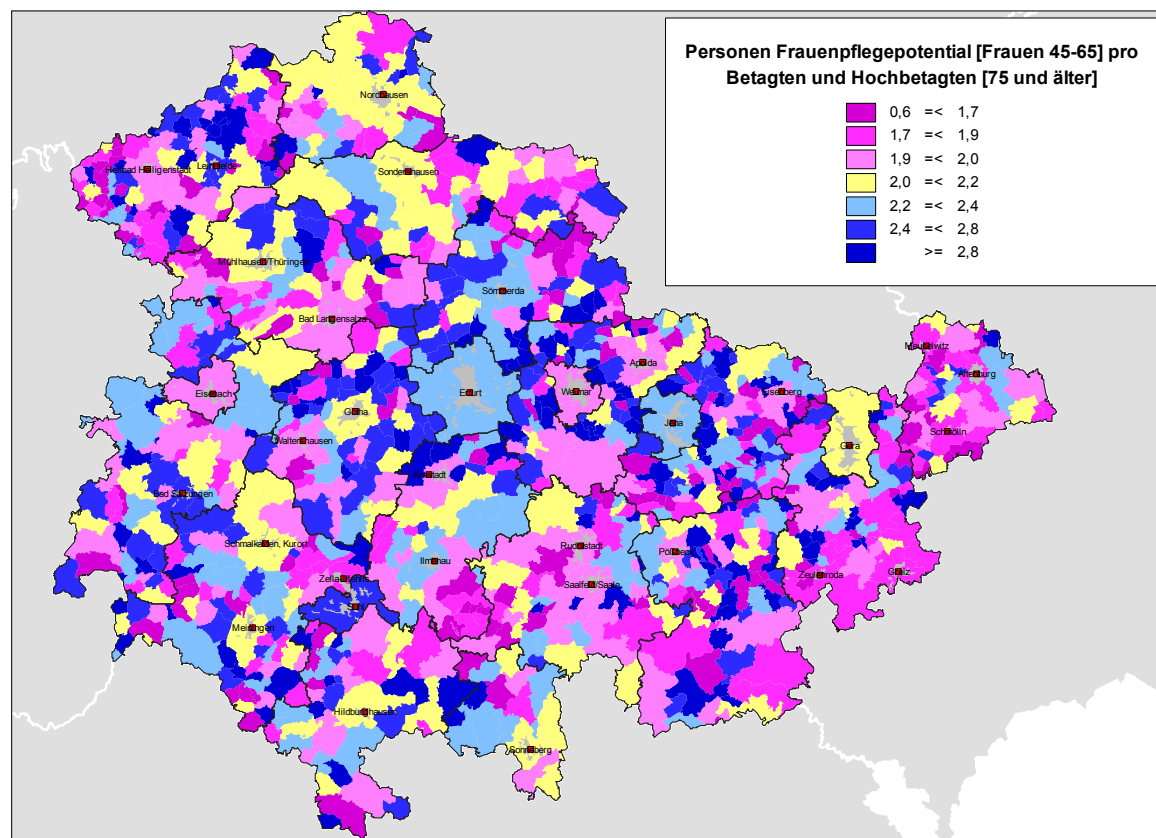 Personen Frauenpflegepotential [Frauen 45-65] pro
Betagten und Hochbetagten [75 und älter]
0,6 =< 1,7
1,7 =< 1,9
1,9 =< 2,0
2,0 =< 2,2
2,2 =< 2,4
2,4 =< 2,8
>= 2,8
Nordhausen
Heilbad Heiligenstadt
Leinefelde
Sondershausen
Mühlhausen/Thüringen
Sömmerda
Bad Langensalza
Meuselwitz
Apolda
Altenburg
Eisenach
Erfurt
Weimar
Eisenberg
Gotha
Jena
Waltershausen
Gera
Schmölln
Arnstadt
Bad Salzungen
Schmalkalden, Kurort
Rudolstadt
Pößneck
Ilmenau
Zella-Mehlis
Saalfeld/Saale
Zeulenroda
Greiz
Suhl
Meiningen
Hildburghausen
Sonneberg